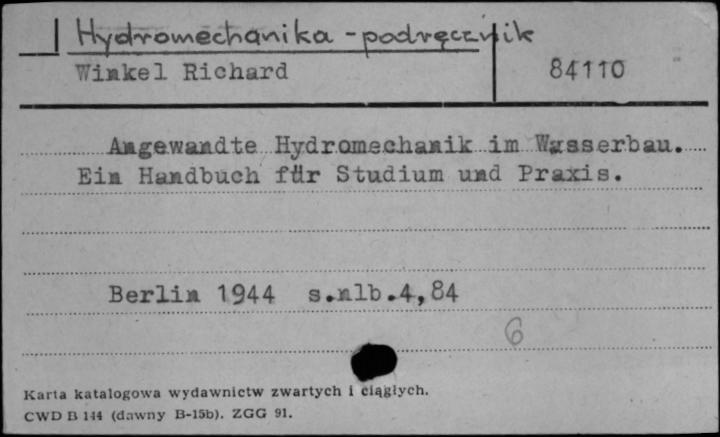 Hydromechanika - podręcznik
Winkel Richard 84110
Angewandte Hydromechanik im Wasserbau.
Ein Handbuch für Studium und Praxis.
Berlin 1944 s.nlb.4,84
6
Karta katalogowa wydawnictw zwartych i ciągłych.
CWD B 144 (dawny B-15b). ZGG 91.